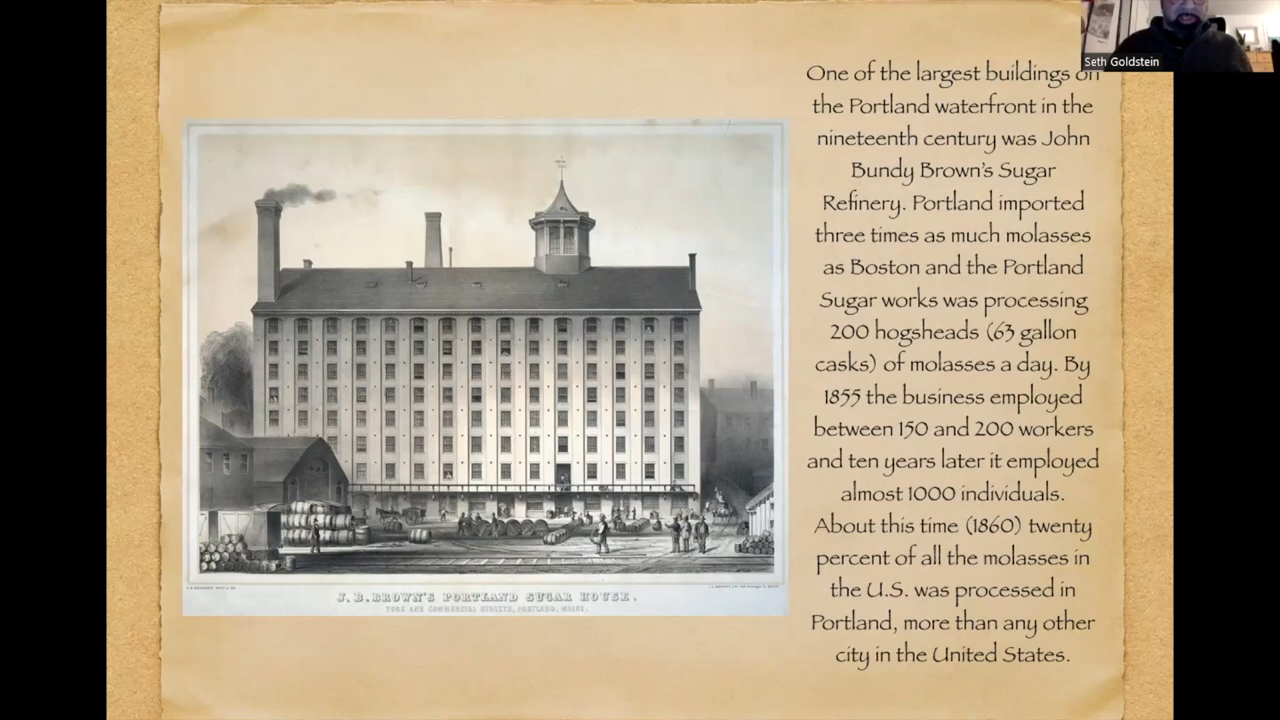 Seth Goldstein
One of the largest buildings on
the Portland waterfront in the
nineteenth century was John
Bundy Brown's Sugar
Refinery. Portland imported
three times as much molasses
as Boston and the Portland
Sugar works was processing
200 hogsheads (63 gallon
casks) of molasses a day. By
1855 the business employed
between 150 and 200 workers
and ten years later it employed
almost 1000 individuals.
About this time (1860) twenty
percent of all the molasses in
the U.S. was processed in
Portland, more than any other
city in the United States.
J. B. BROWN'S PORTLAND SUGAR HOUSE.
YORK AND COMMERCIAL STREETS, PORTLAND, MAINE.